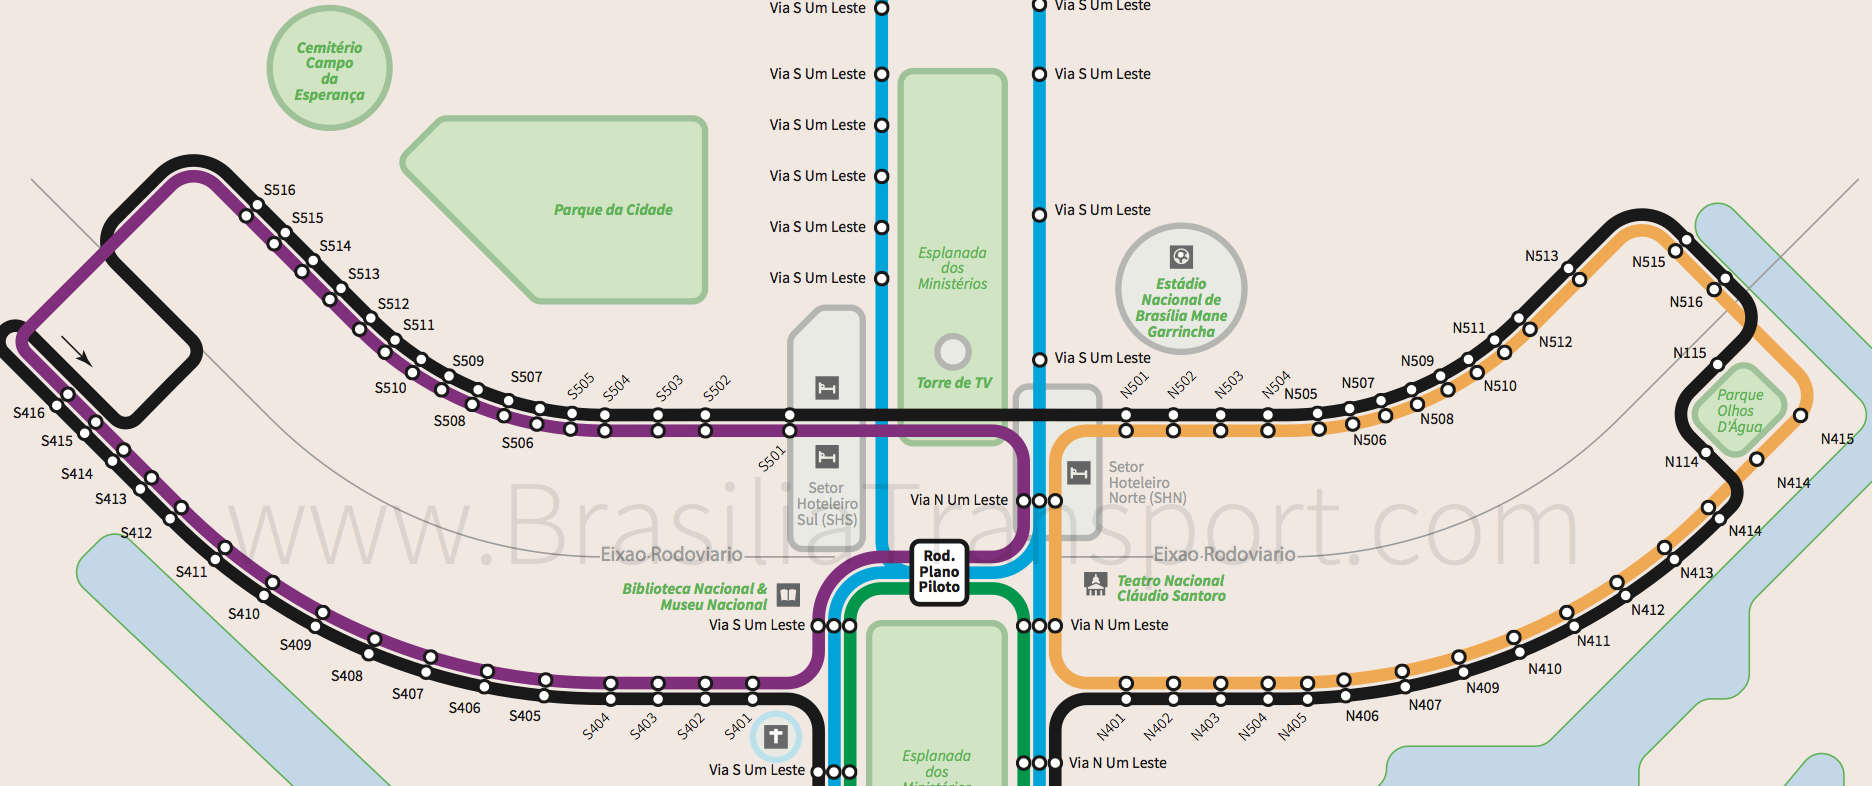 Via S Um Leste
Via S Um Leste
Cemitério
Campo
da
Esperança
Via S Um Leste
Via S Um Leste
Via S Um Leste
Via S Um Leste
Parque da Cidade
Via S Um Leste
Via S Um Leste
Via S Um Leste
Esplanada
dos
Ministérios
Estádio
Nacional de
Brasília Mane
Garrincha
Torre de TV
Via S Um Leste
S516
S515
S514
S513
S512
S511
S509
S507
S505
S504
S503
S502
S510
S508
S506
S501
N501
N502
N503
N504
N505
N507
N509
N511
N513
N515
N516
N512
N510
N508
N506
N115
Parque
Olhos
D'Água
N415
N114
N414
N414
N413
N412
N411
N410
N409
N407
N406
S416
S415
S414
S413
S412
S411
S410
S409
S408
S407
S406
S405
S404
S403
S402
S401
Setor
Hoteleiro
Sul (SHS)
Via N Um Leste
Setor
Hoteleiro
Norte (SHN)
www.BrasiliaTransport.com
Eixao Rodoviario
Eixao Rodoviario
Rod.
Plano
Piloto
Biblioteca Nacional &
Museu Nacional
Teatro Nacional
Cláudio Santoro
Via S Um Leste
Via N Um Leste
N401
N402
N403
N504
N405
Via S Um Leste
Via N Um Leste
Esplanada
dos
Ministérios